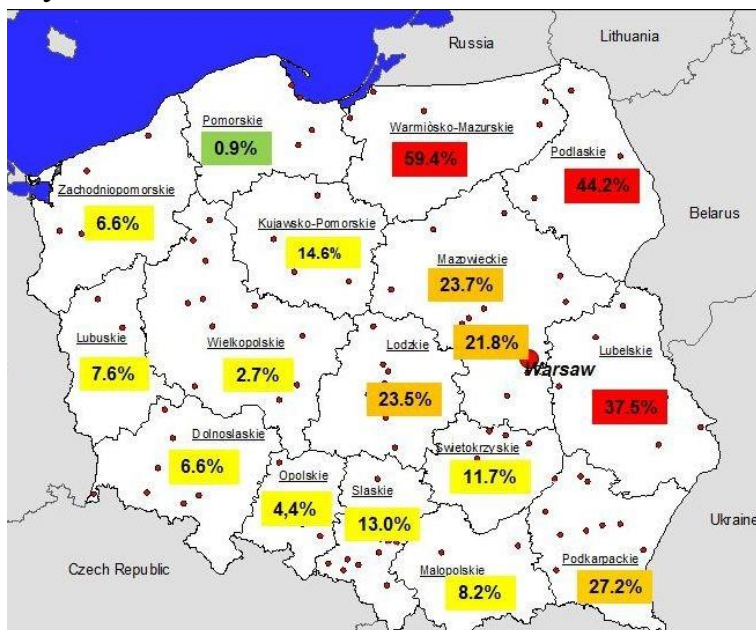 Russia
Lithuania
Pomorskie
0.9%
Warmiòsko-Mazurskie
59.4%
Podlaskie
44.2%
Zachodniopomorskie
6.6%
Belarus
Kujawsko-Pomorskie
14.6%
Mazowieckie
23.7%
Lubuskie
7.6%
Wielkopolskie
2.7%
Lodzkie
23.5%
21.8%
Warsaw
Lubelskie
37.5%
Dolnoslaskie
6.6%
Opolskie
4,4%
Slaskie
13.0%
Swietokrzyskie
11.7%
Ukraine
Czech Republic
Malopolskie
8.2%
Podkarpackie
27.2%